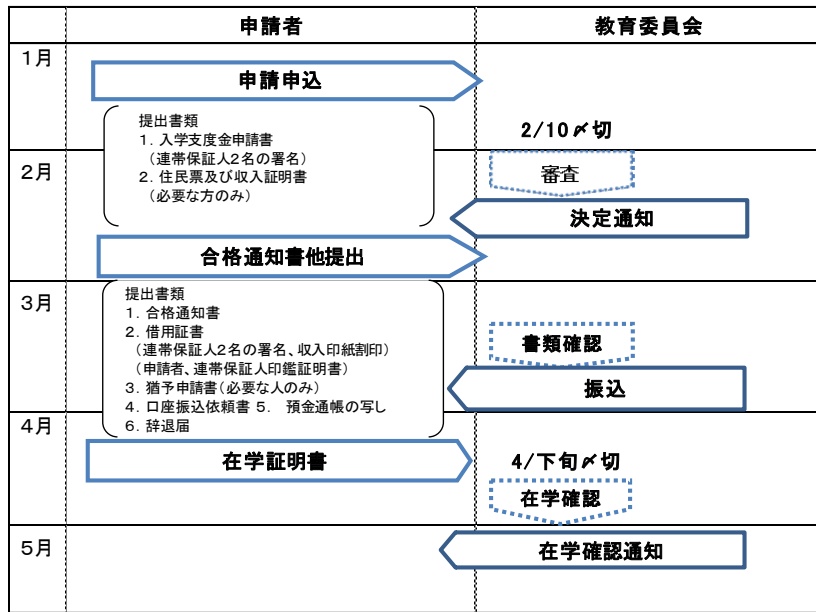 申請者
教育委員会
1月
申請申込
提出書類
1．入学支度金申請書
（連帯保証人2名の署名）
2．住民票及び収入証明書
（必要な方のみ）
2/10〆切
2月
審査
決定通知
合格通知書他提出
3月
提出書類
1．合格通知書
2．借用証書
（連帯保証人2名の署名、収入印紙割印）
（申請者、連帯保証人印鑑証明書）
3．猶予申請書（必要な人のみ）
4．口座振込依頼書 5．　預金通帳の写し
6．辞退届
書類確認
振込
4月
在学証明書
4/下旬〆切
在学確認
5月
在学確認通知